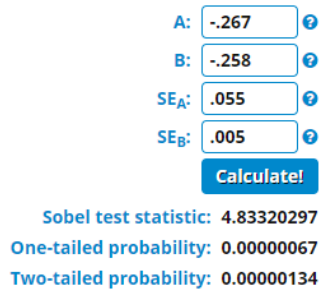 A: -.267 ?
B: -.258 ?
SEA: .055 ?
SEB: .005 ?
Calculate!
Sobel test statistic: 4.83320297
One-tailed probability: 0.00000067
Two-tailed probability: 0.00000134